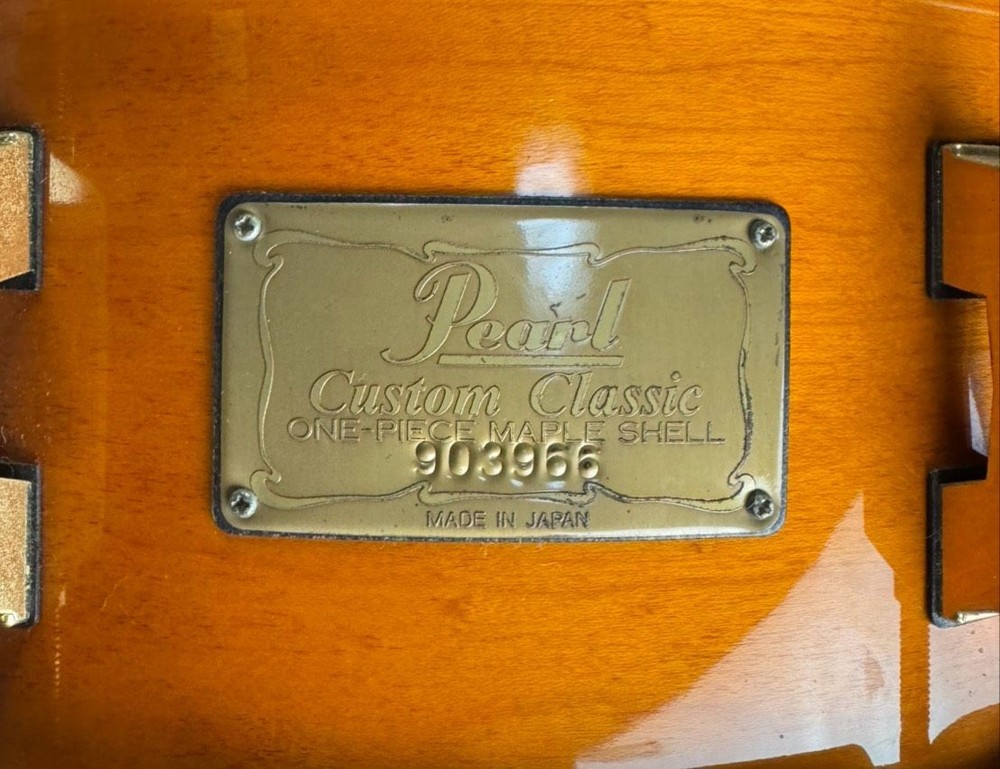 Pearl
Custom Classic
ONE-PIECE MAPLE SHELL
903966
MADE IN JAPAN